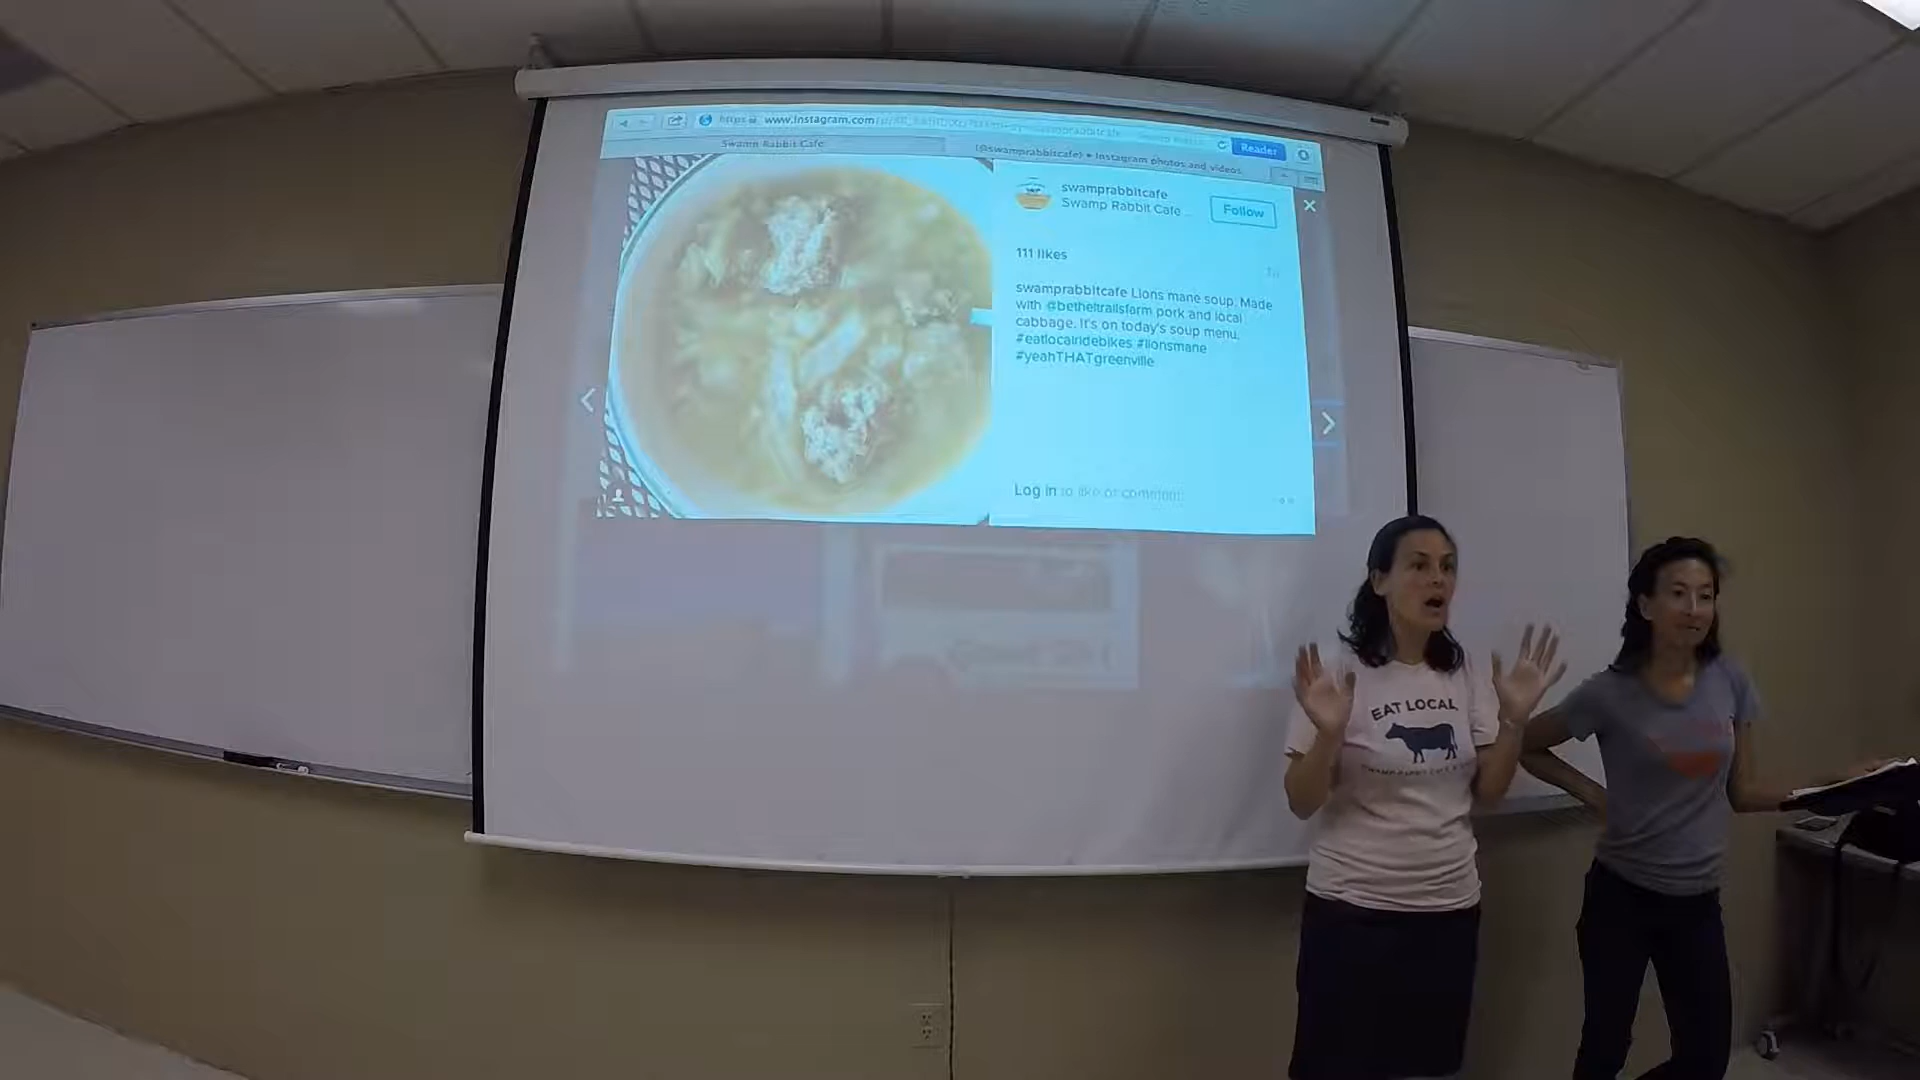 https www.instagram.com
Reader
Swamp Rabbit Cafe
(@swamprabbitcafe) • Instagram photos and videos
swamprabbitcafe
Swamp Rabbit Cafe ...
Follow
111 likes
swamprabbitcafe Lions mane soup. Made
with @betheltrailsfarm pork and local
cabbage. It's on today's soup menu.
#eatlocalridebikes #lionsmane
#yeahTHATgreenville
Log in to like or comment.
EAT LOCAL